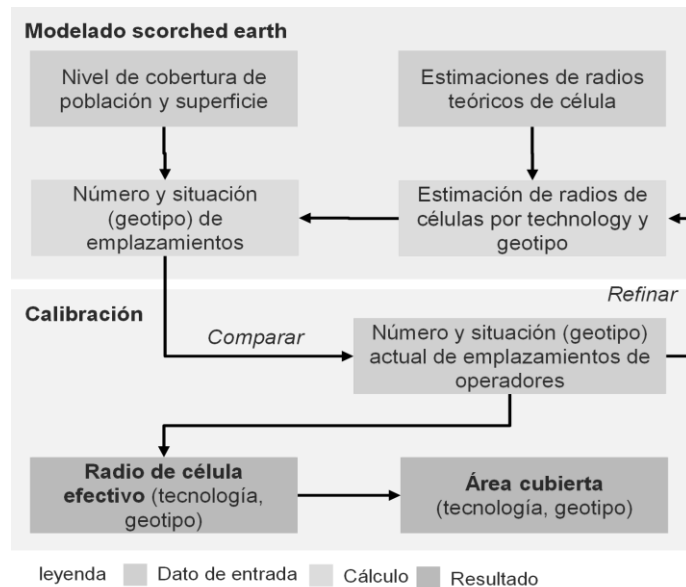 Modelado scorched earth
Nivel de cobertura de
población y superficie
Estimaciones de radios
teóricos de célula
Número y situación
(geotipo) de
emplazamientos
Estimación de radios de
células por technology y
geotipo
Refinar
Calibración
Comparar
Número y situación (geotipo)
actual de emplazamientos de
operadores
Radio de célula
efectivo (tecnología,
geotipo)
Área cubierta
(tecnología, geotipo)
leyenda Dato de entrada Cálculo Resultado